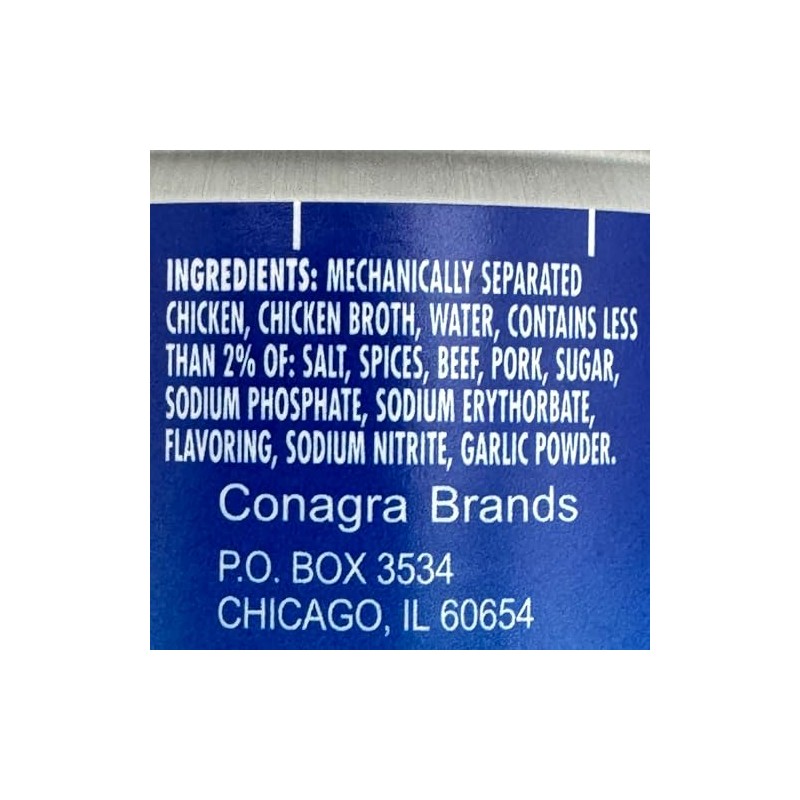 INGREDIENTS: MECHANICALLY SEPARATED
CHICKEN, CHICKEN BROTH, WATER, CONTAINS LESS
THAN 2% OF: SALT, SPICES, BEEF, PORK, SUGAR,
SODIUM PHOSPHATE, SODIUM ERYTHORBATE,
FLAVORING, SODIUM NITRITE, GARLIC POWDER.
Conagra Brands
P.O. BOX 3534
CHICAGO, IL 60654